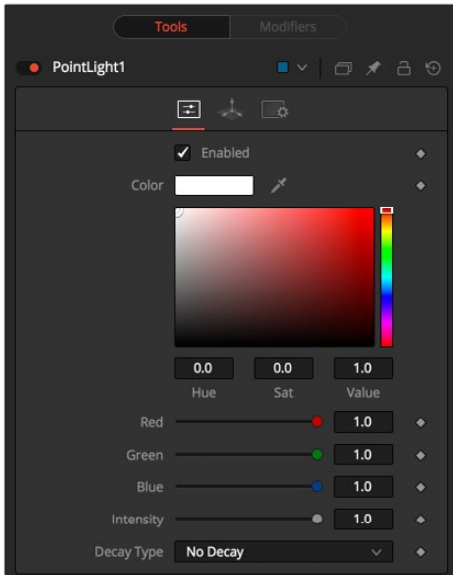 Tools Modifiers
PointLight1
Enabled
Color
0.0 0.0 1.0
Hue Sat Value
Red 1.0
Green 1.0
Blue 1.0
Intensity 1.0
Decay Type No Decay